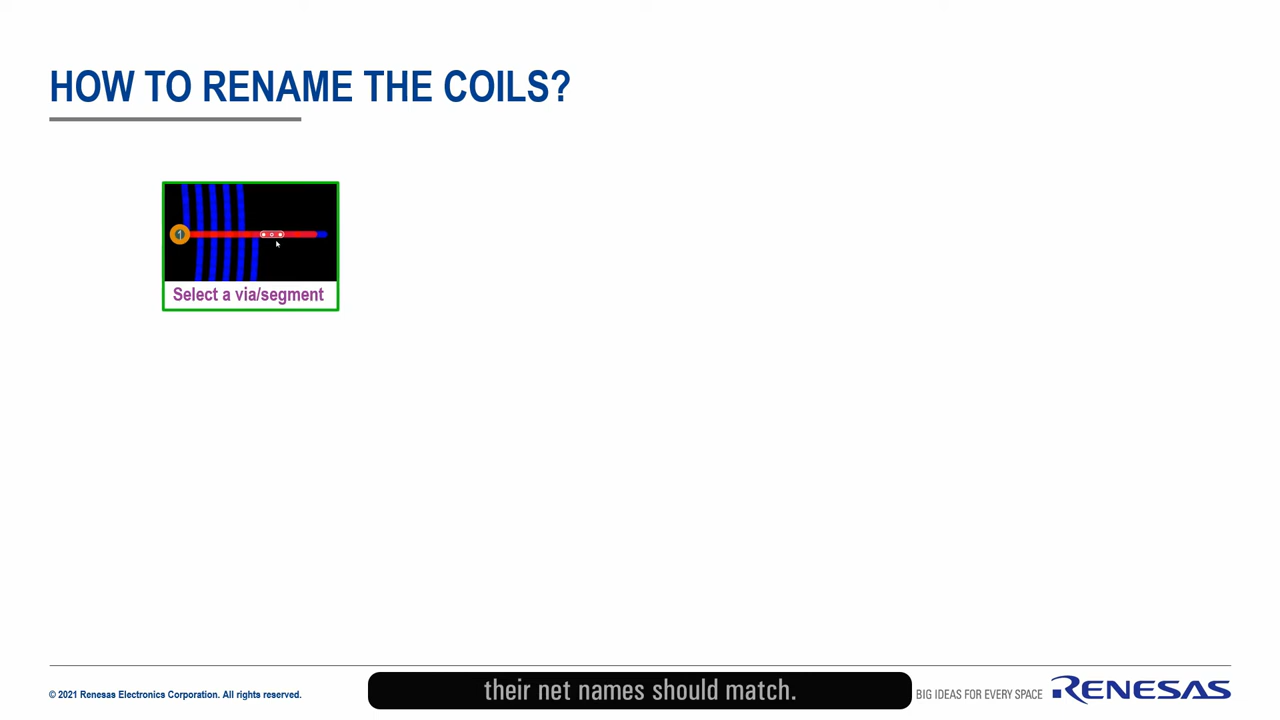 HOW TO RENAME THE COILS?
1
Select a via/segment
their net names should match.
© 2021 Renesas Electronics Corporation. All rights reserved.
BIG IDEAS FOR EVERY SPACE RENESAS